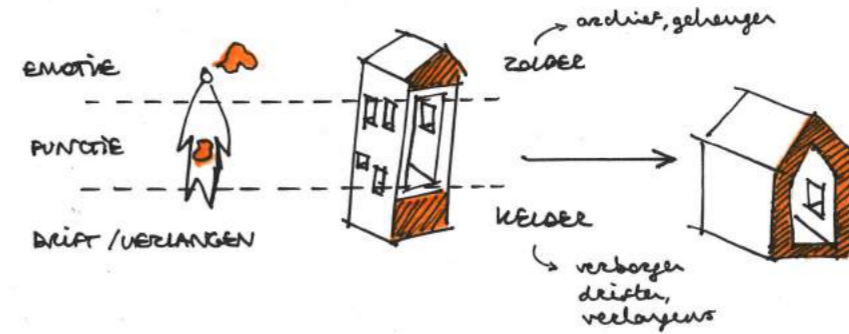 archief, geheugen
EMOTIE
ZOLDER
FUNCTIE
DRIFT / VERLANGEN
KELDER
verborgen
driften,
verlangens